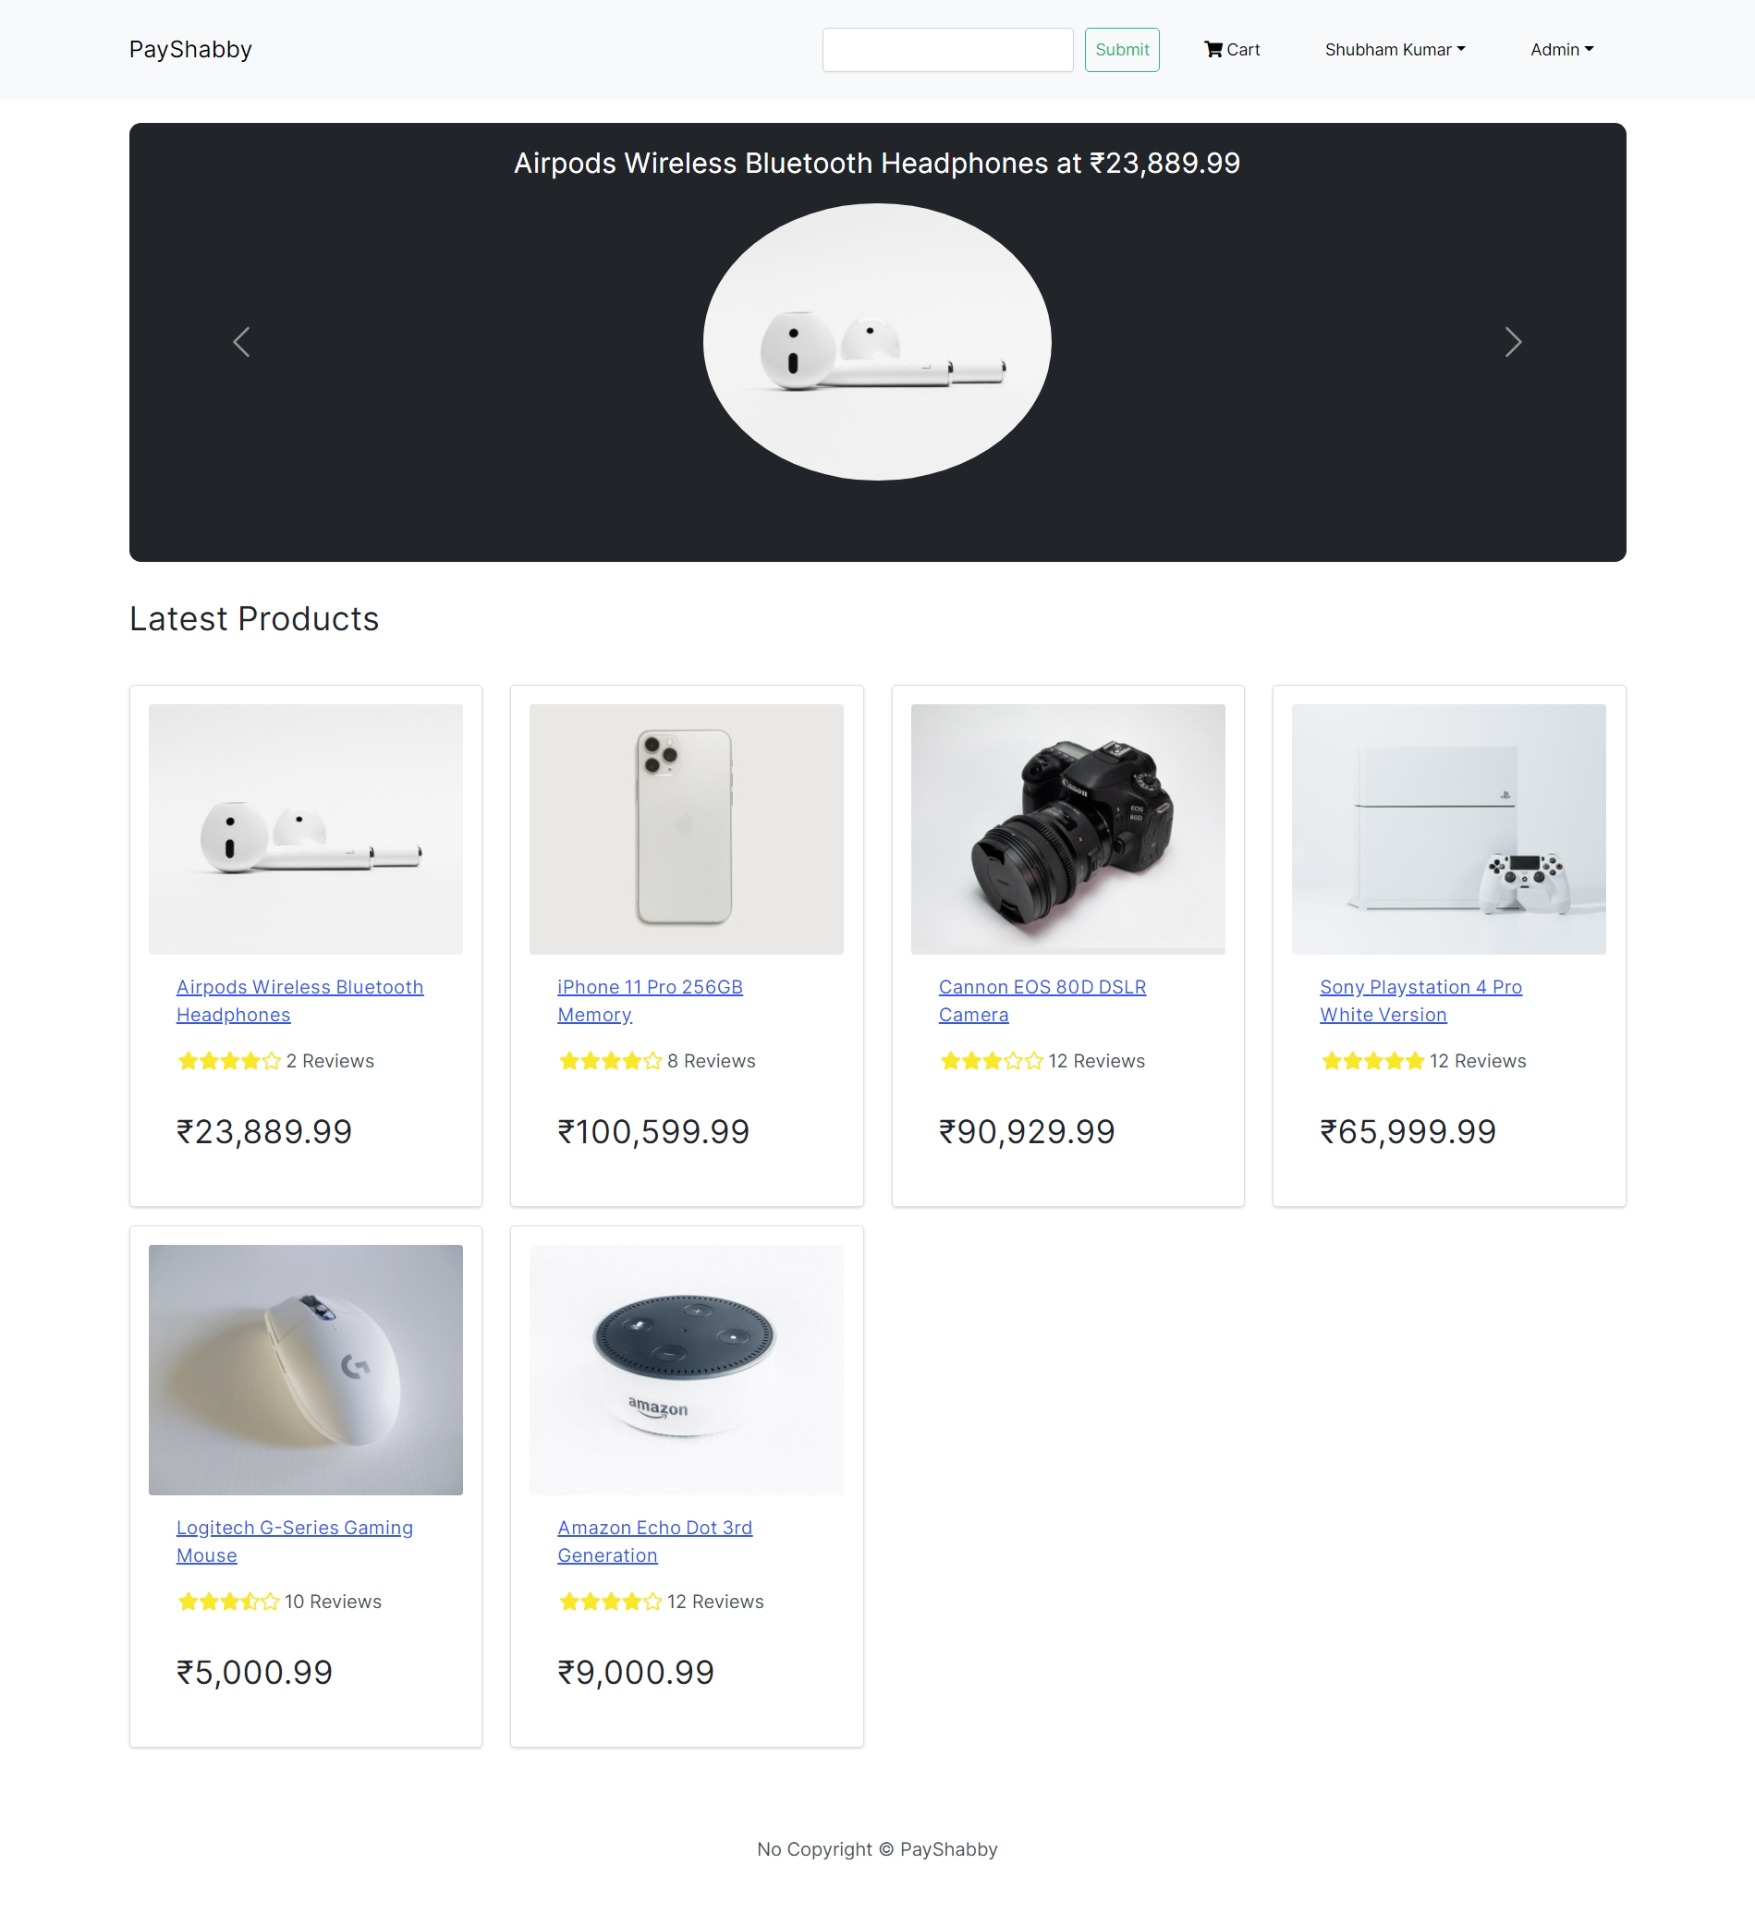 PayShabby
Submit
Cart
Shubham Kumar
Admin
Airpods Wireless Bluetooth Headphones at ₹23,889.99
Latest Products
Canon
EOS
80D
Airpods Wireless Bluetooth
Headphones
2 Reviews
₹23,889.99
iPhone 11 Pro 256GB
Memory
8 Reviews
₹100,599.99
Cannon EOS 80D DSLR
Camera
12 Reviews
₹90,929.99
Sony Playstation 4 Pro
White Version
12 Reviews
₹65,999.99
G
amazon
Logitech G-Series Gaming
Mouse
10 Reviews
₹5,000.99
Amazon Echo Dot 3rd
Generation
12 Reviews
₹9,000.99
No Copyright © PayShabby